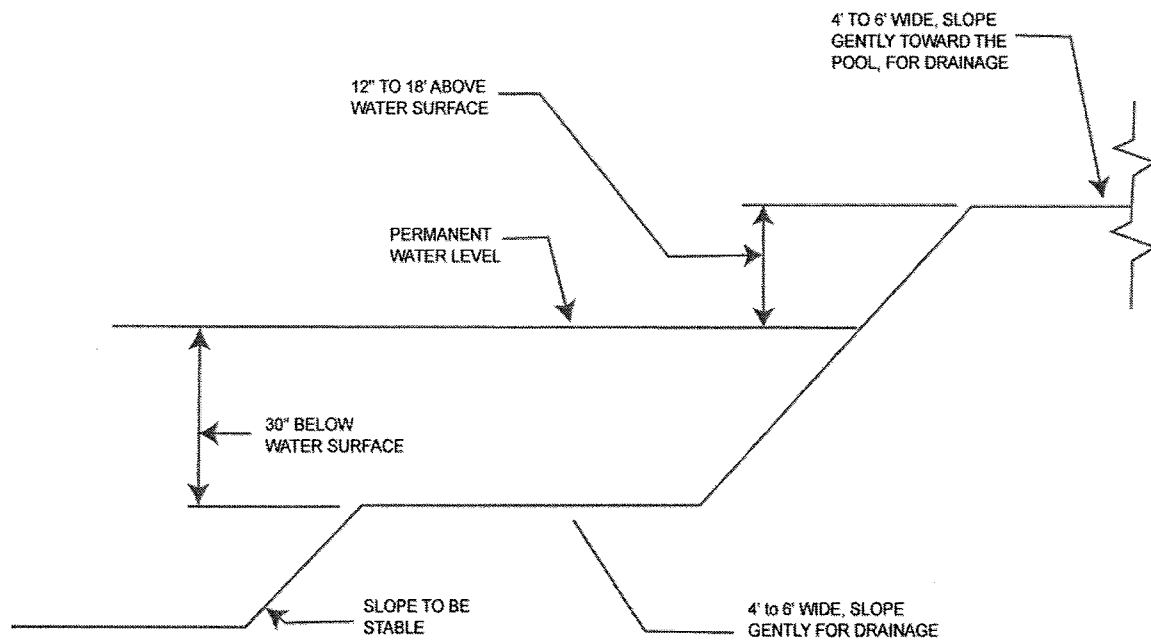 4' TO 6' WIDE, SLOPE
GENTLY TOWARD THE
POOL, FOR DRAINAGE
12" TO 18' ABOVE
WATER SURFACE
PERMANENT
WATER LEVEL
30" BELOW
WATER SURFACE
SLOPE TO BE
STABLE
4' to 6' WIDE, SLOPE
GENTLY FOR DRAINAGE